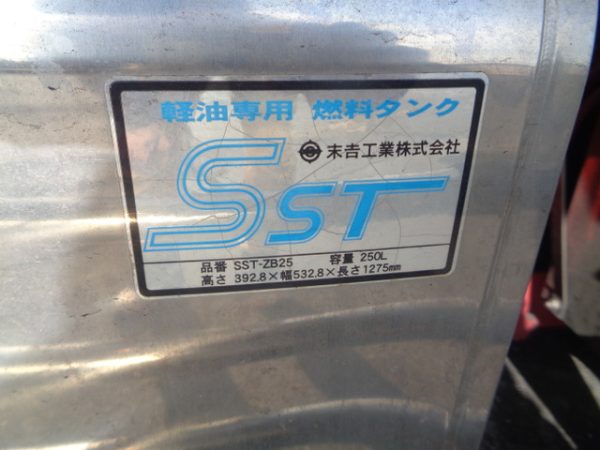 軽油専用 燃料タンク
末吉工業株式会社
SST
品番 SST-ZB25 容量 250L
高さ 392.8×幅532.8×長さ1275mm